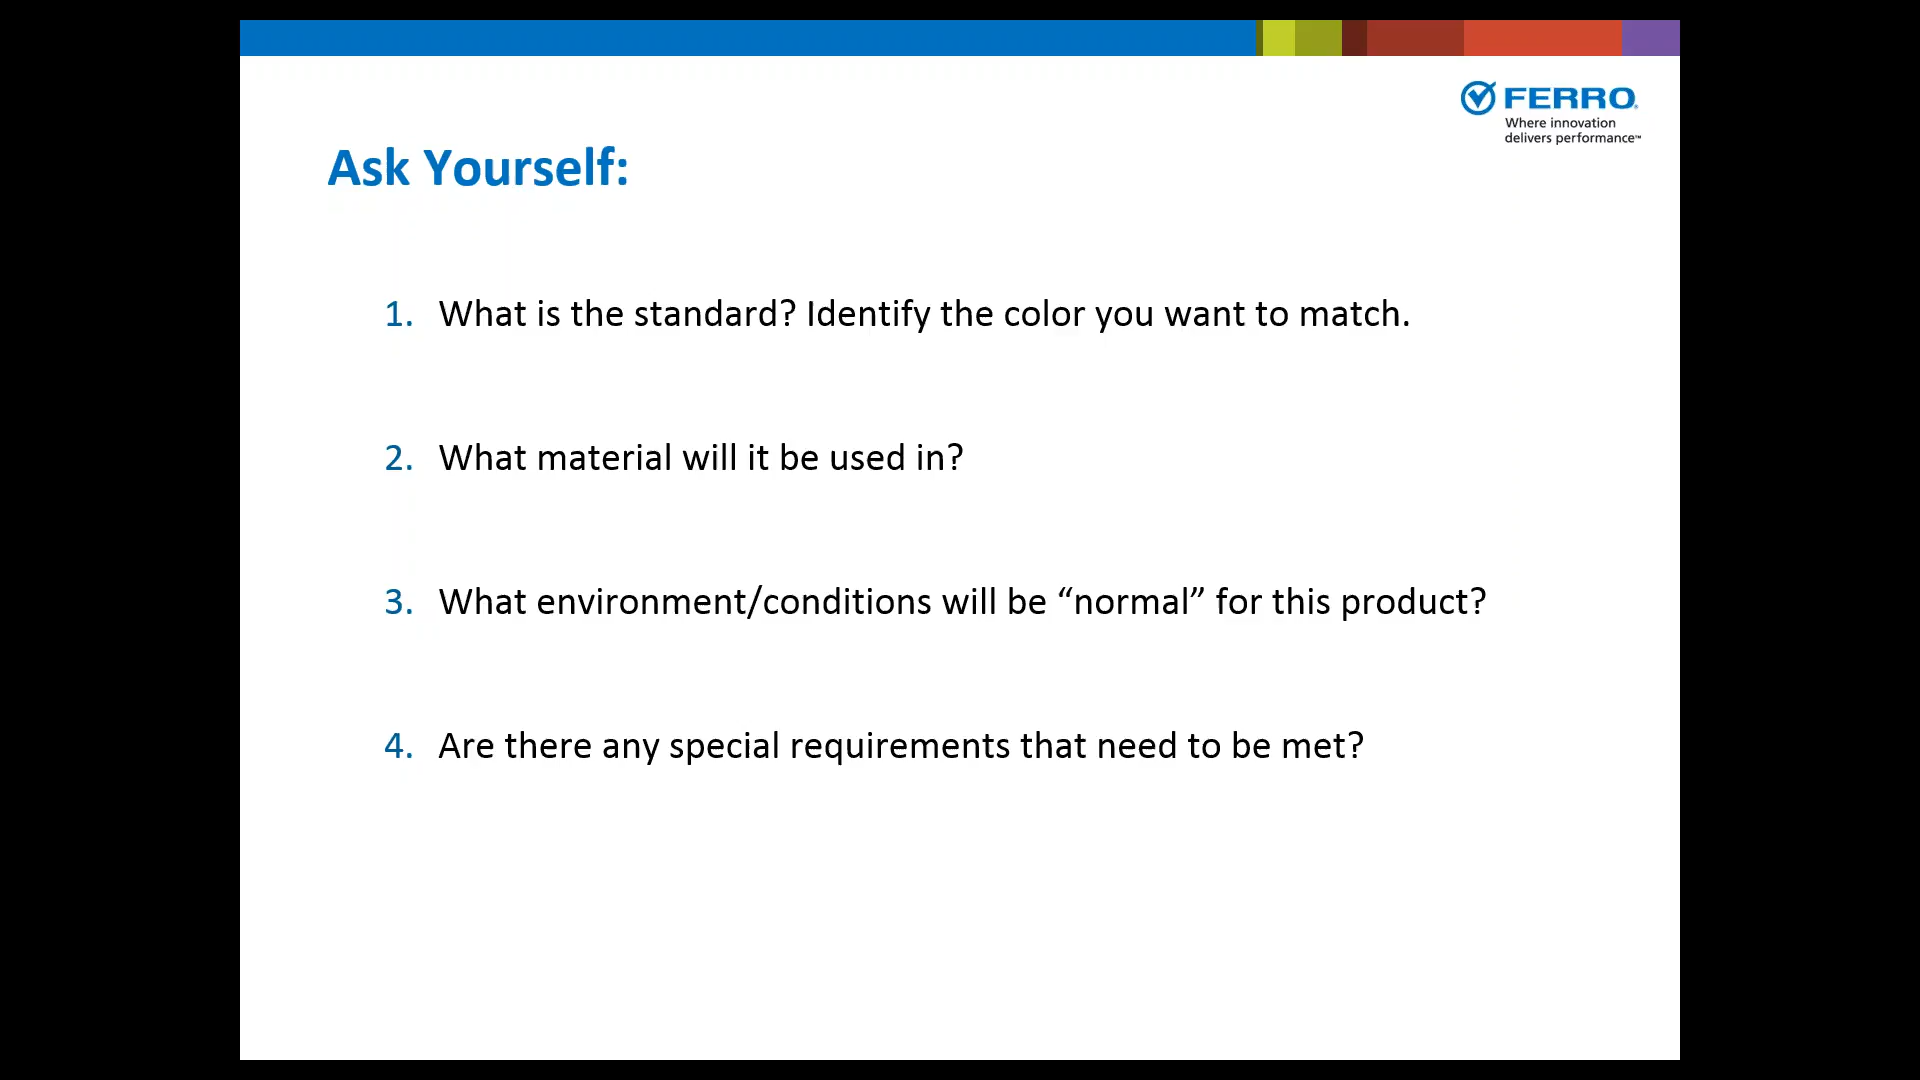 FERRO®
Where innovation
delivers performance™
Ask Yourself:
1. What is the standard? Identify the color you want to match.
2. What material will it be used in?
3. What environment/conditions will be “normal” for this product?
4. Are there any special requirements that need to be met?